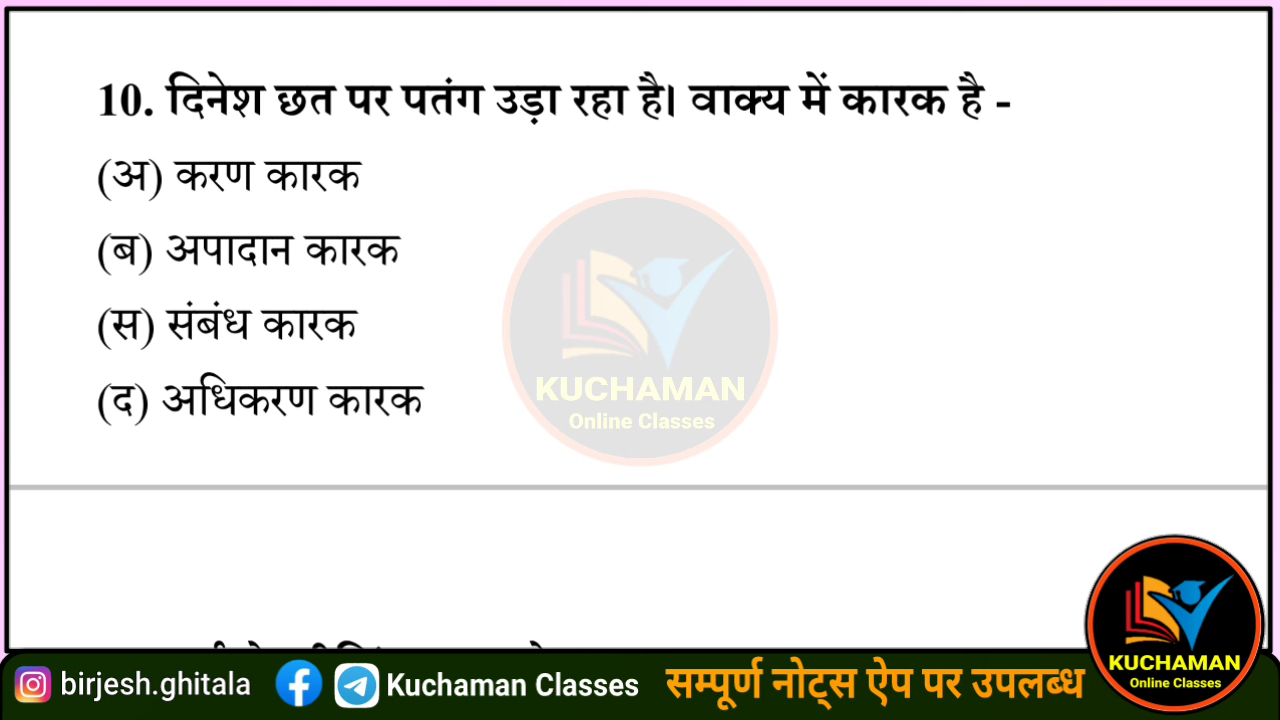 10. दिनेश छत पर पतंग उड़ा रहा है। वाक्य में कारक है -
(अ) करण कारक
(ब) अपादान कारक
(स) संबंध कारक
(द) अधिकरण कारक
KUCHAMAN
Online Classes
birjesh.ghitala
Kuchaman Classes
सम्पूर्ण नोट्स ऐप पर उपलब्ध
KUCHAMAN
Online Classes